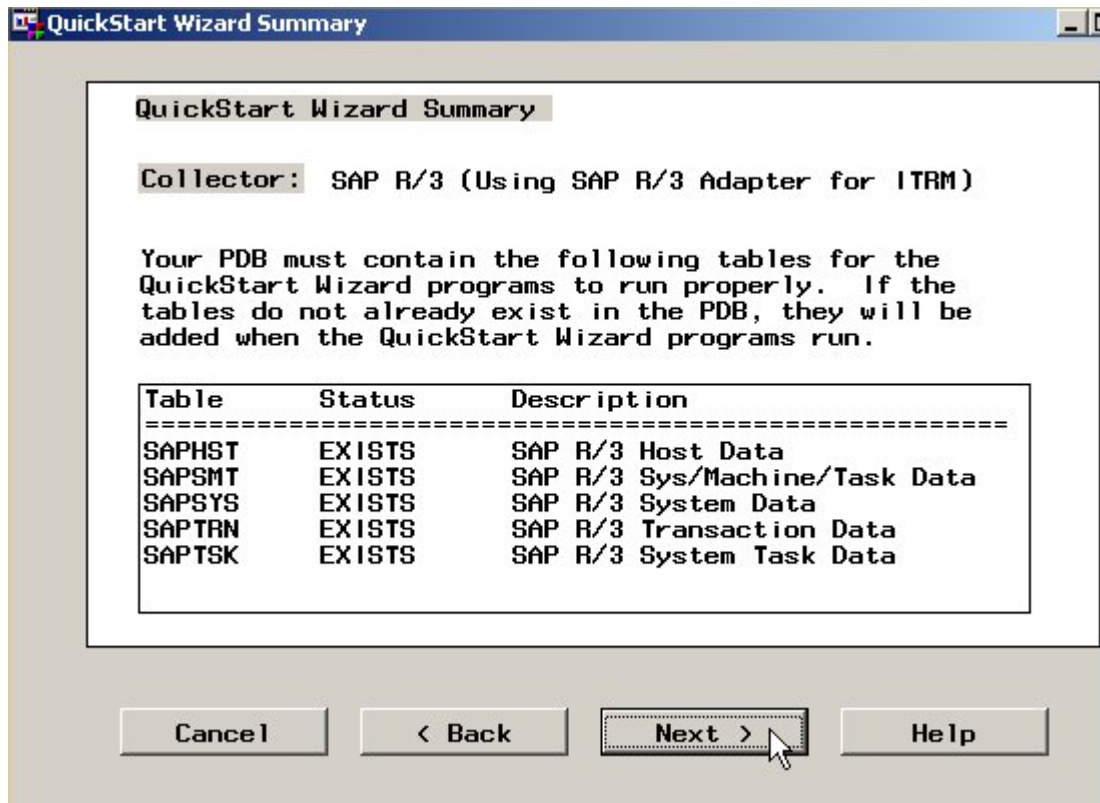 QuickStart Wizard Summary
QuickStart Wizard Summary
Collector: SAP R/3 (Using SAP R/3 Adapter for ITRM)
Your PDB must contain the following tables for the
QuickStart Wizard programs to run properly. If the
tables do not already exist in the PDB, they will be
added when the QuickStart Wizard programs run.
Table Status Description
======================================================
SAPHST EXISTS SAP R/3 Host Data
SAPSMT EXISTS SAP R/3 Sys/Machine/Task Data
SAPSYS EXISTS SAP R/3 System Data
SAPTRN EXISTS SAP R/3 Transaction Data
SAPTSK EXISTS SAP R/3 System Task Data
Cancel < Back Next > Help